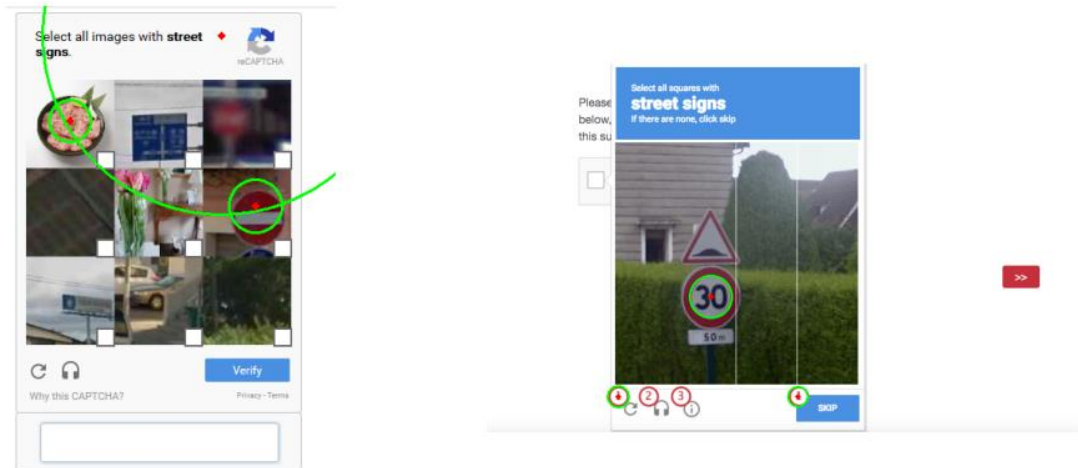 Select all images with street
signs.
reCAPTCHA
Verify
Why this CAPTCHA?
Privacy - Terms
Please
below,
this su
Select all squares with
street signs
If there are none, click skip
30
50m
2
3
SKIP
>>